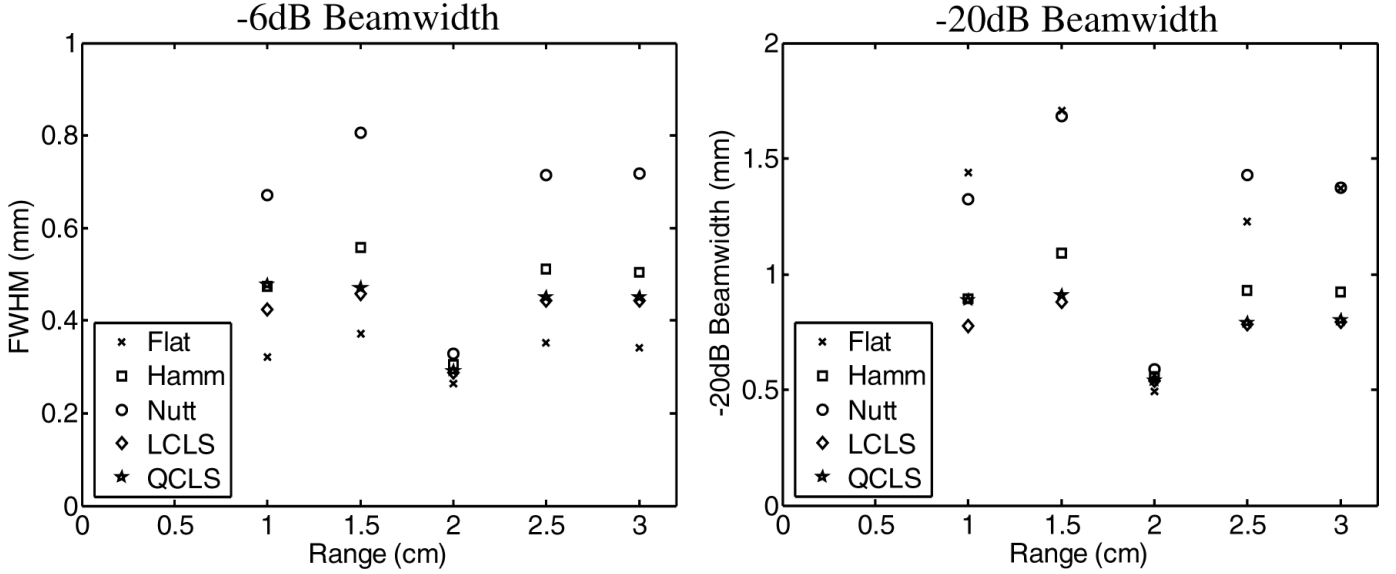 -6dB Beamwidth
1
0.8
0.6
0.4
0.2
0
FWHM (mm)
Flat
Hamm
Nutt
LCLS
QCLS
0 0.5 1 1.5 2 2.5 3
Range (cm)
-20dB Beamwidth
2
1.5
1
0.5
0
-20dB Beamwidth (mm)
Flat
Hamm
Nutt
LCLS
QCLS
0 0.5 1 1.5 2 2.5 3
Range (cm)